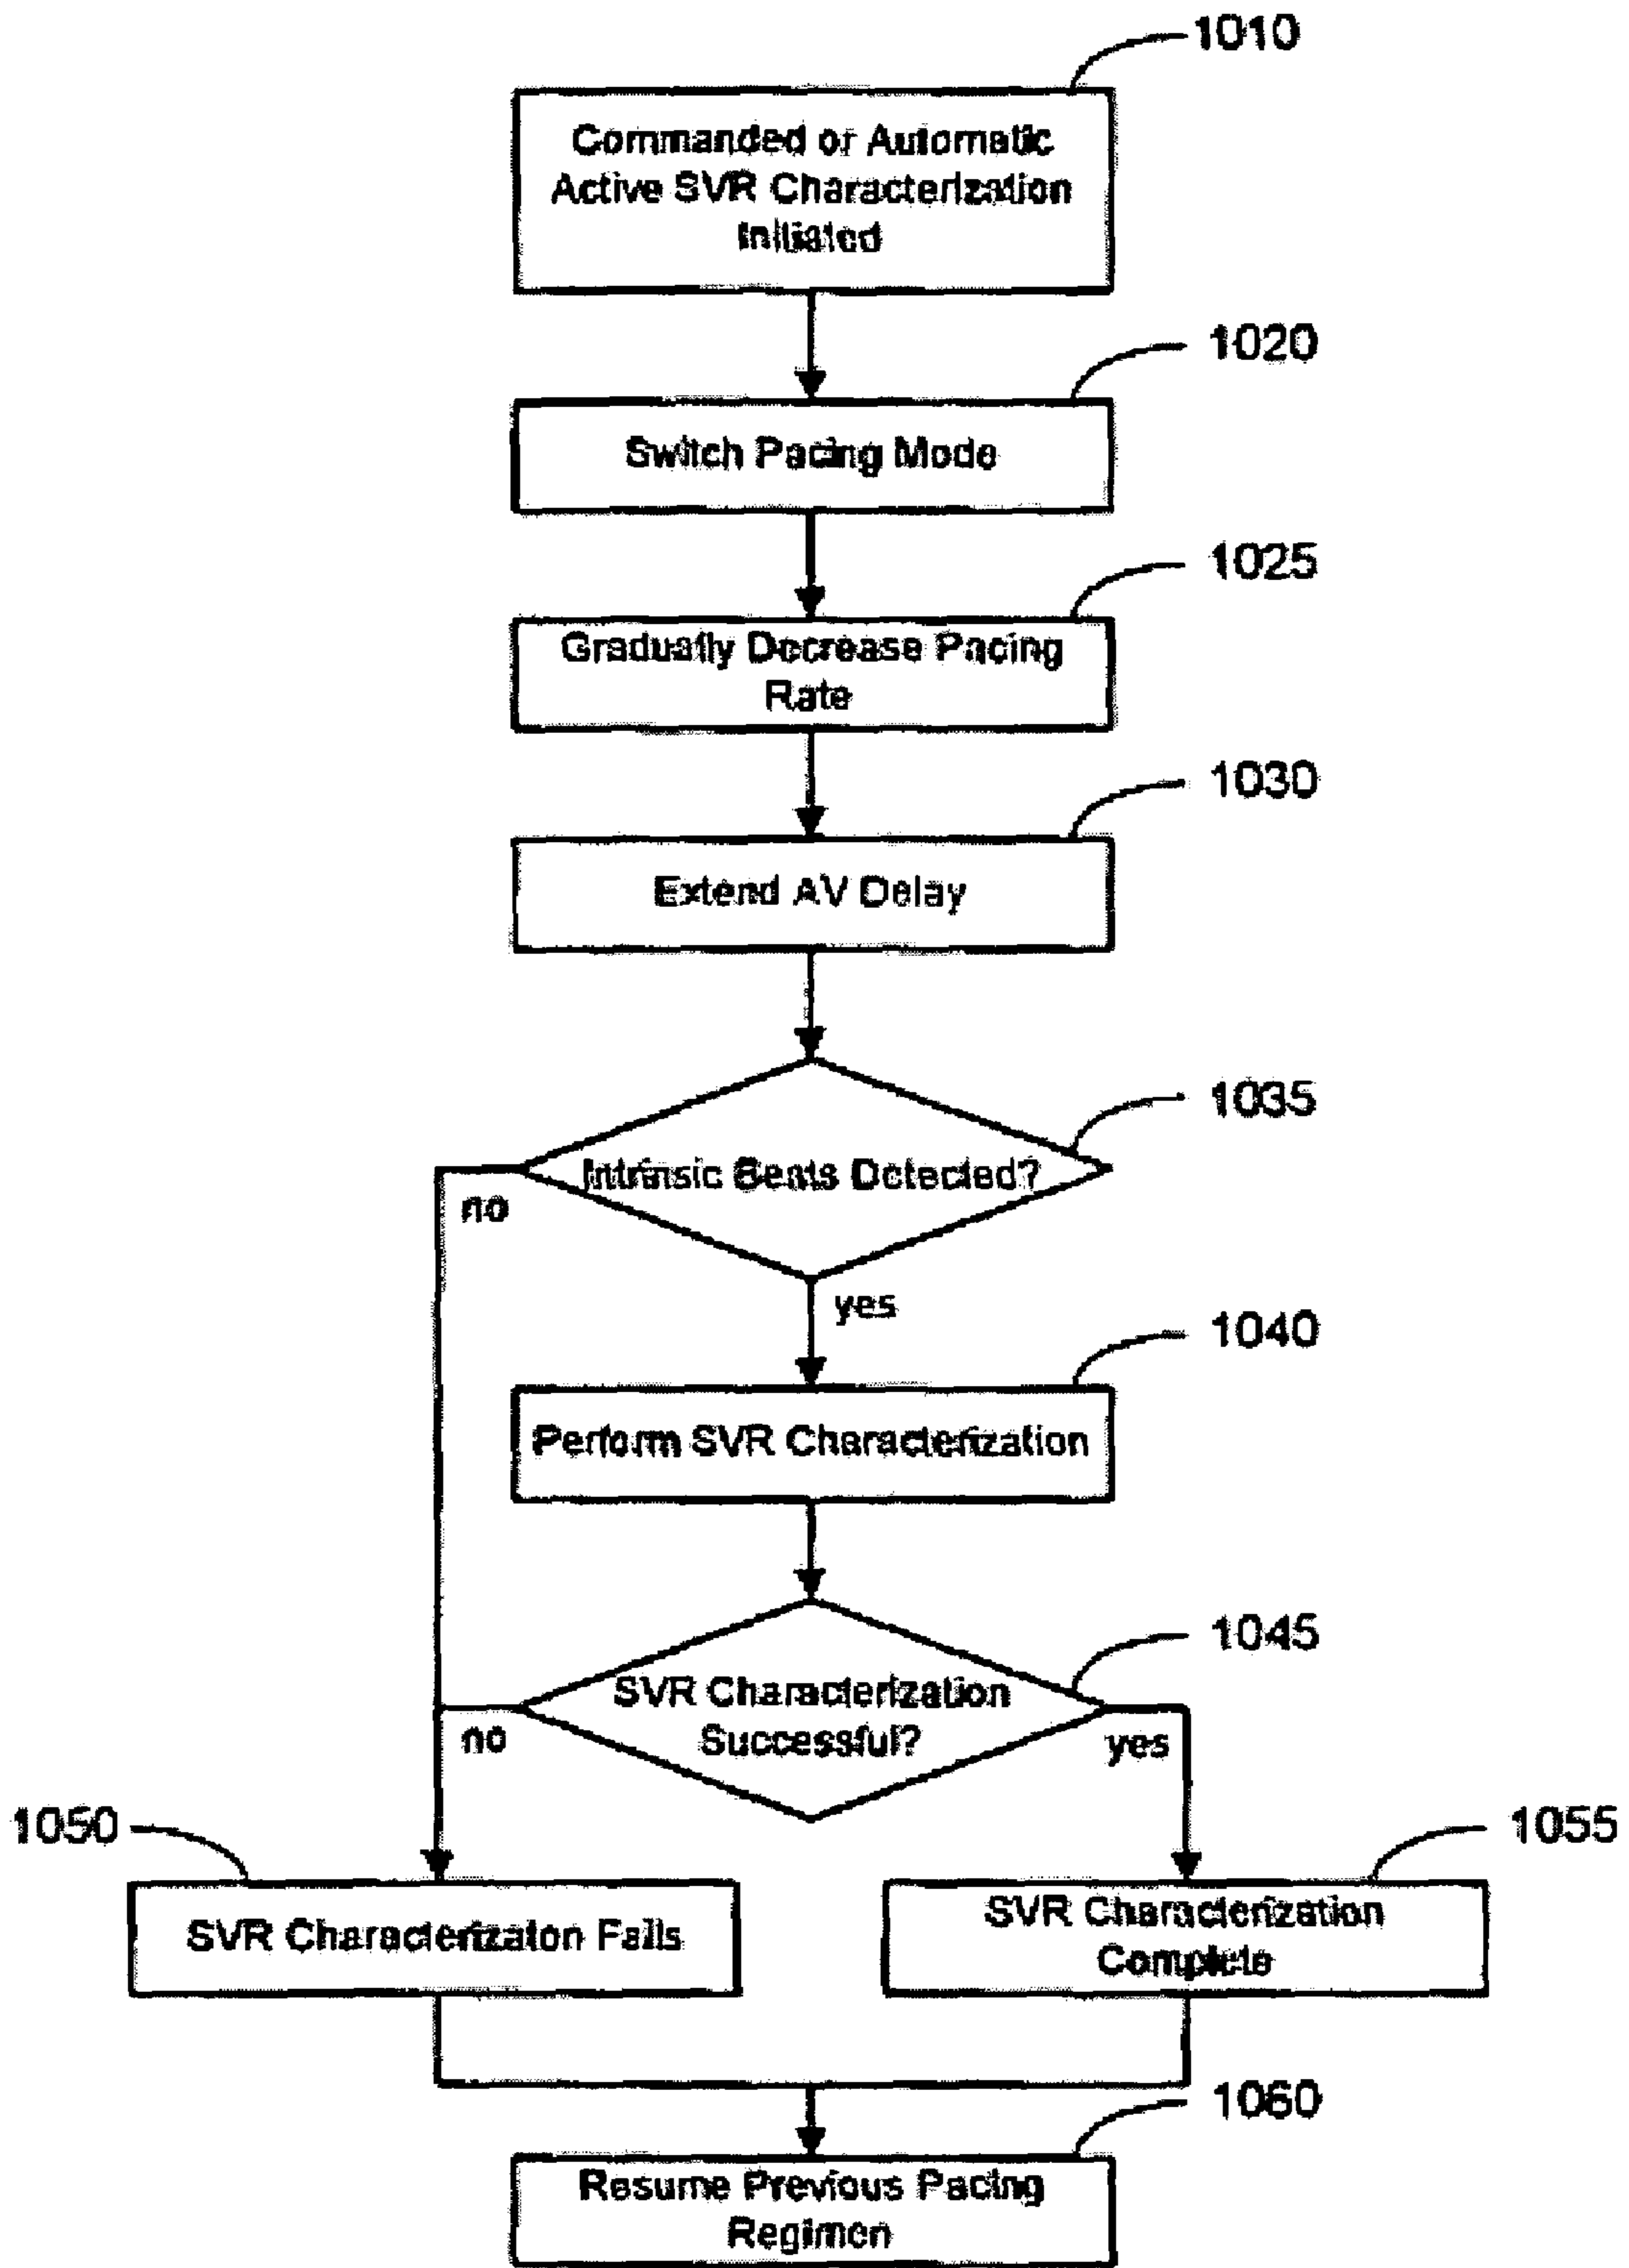 1010
Commanded or Automatic
Active SVR Characterization
Initiated
1020
Switch Pacing Mode
1025
Gradually Decrease Pacing
Rate
1030
Extend AV Delay
1035
Intrinsic Beats Detected?
no
yes
1040
Perform SVR Characterization
1045
SVR Characterization
Successful?
no
yes
1050
1055
SVR Characterizaton Fails
SVR Characterization
Complete
1060
Resume Previous Pacing
Regimen